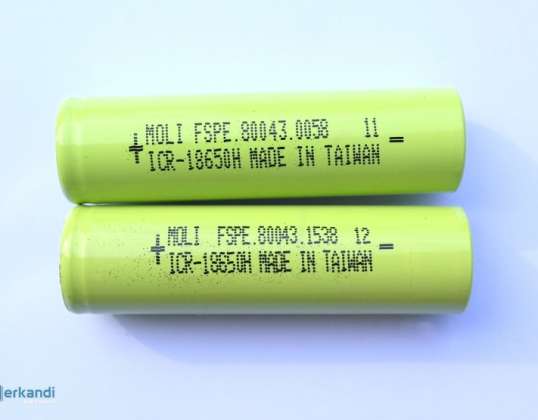 + MOLI FSPE.80043.0058 11 −
ICR-18650H MADE IN TAIWAN
+ MOLI FSPE.80043.1538 12 −
ICR-18650H MADE IN TAIWAN
erkandi